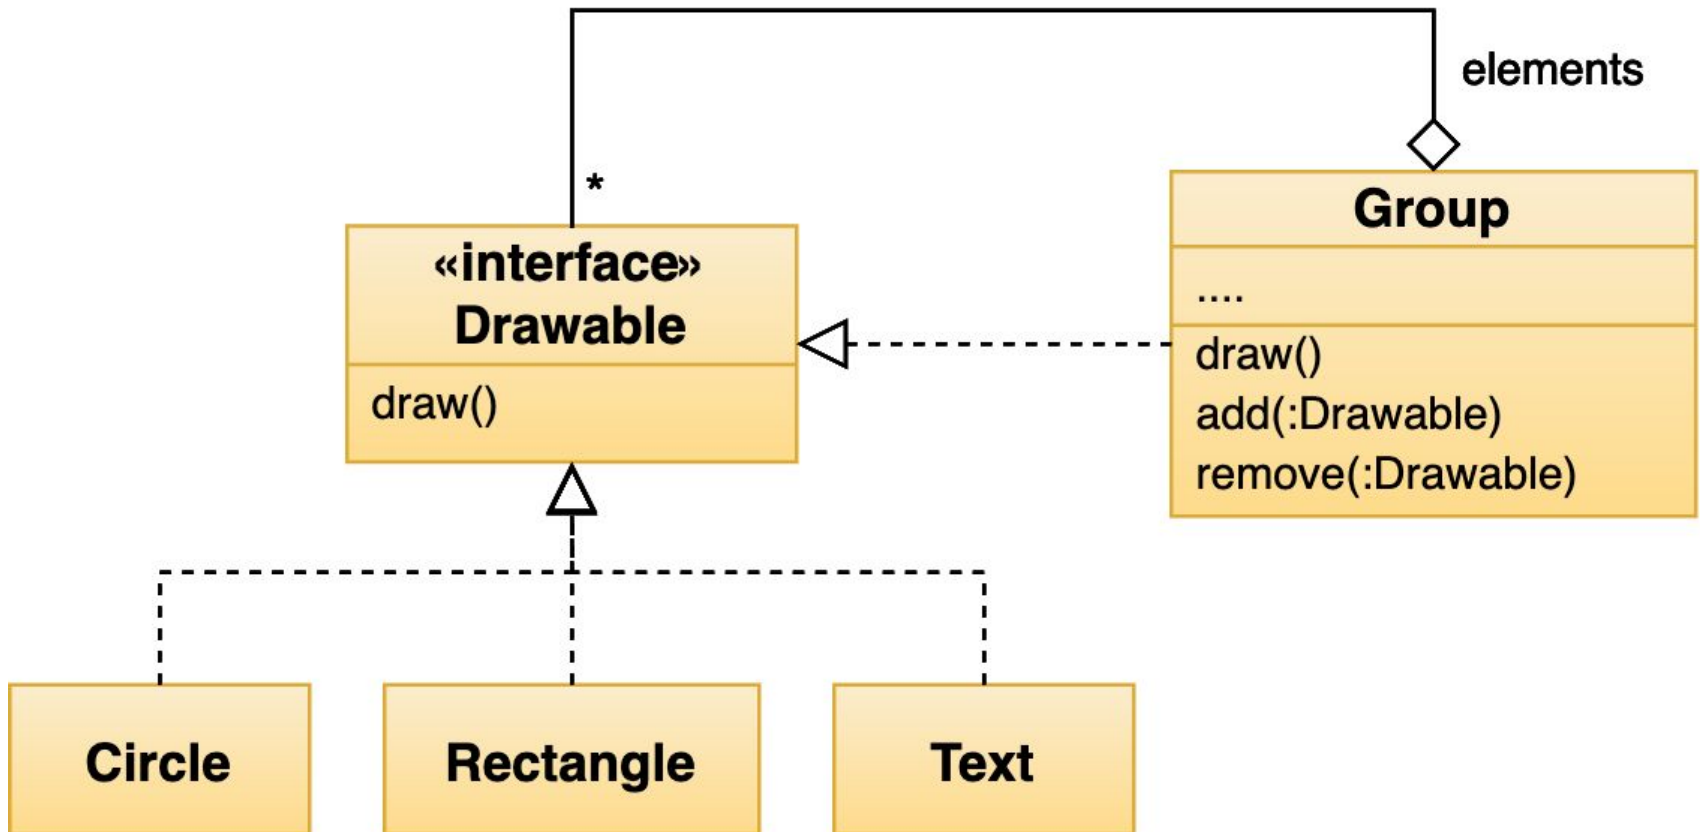 elements
*
«interface»
Drawable
draw()
Group
....
draw()
add(:Drawable)
remove(:Drawable)
Circle
Rectangle
Text